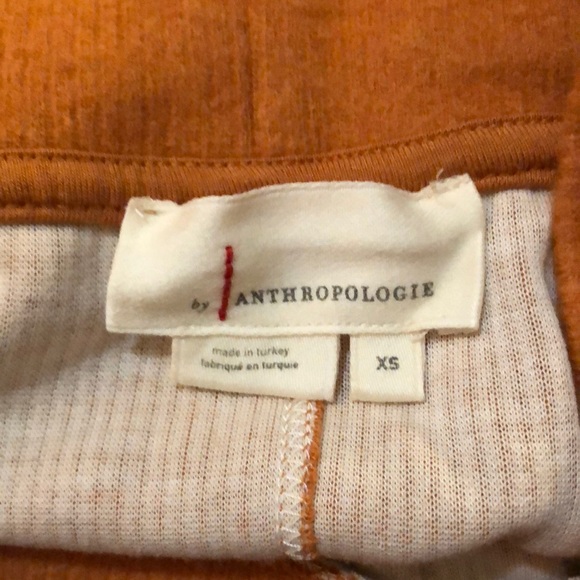 by ANTHROPOLOGIE
made in turkey
fabriqué en turquie
XS